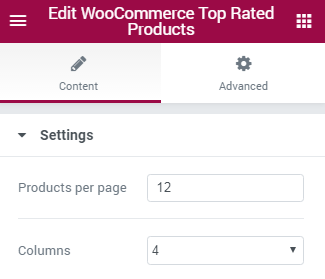 Edit WooCommerce Top Rated
Products
Content
Advanced
Settings
Products per page
12
Columns
4